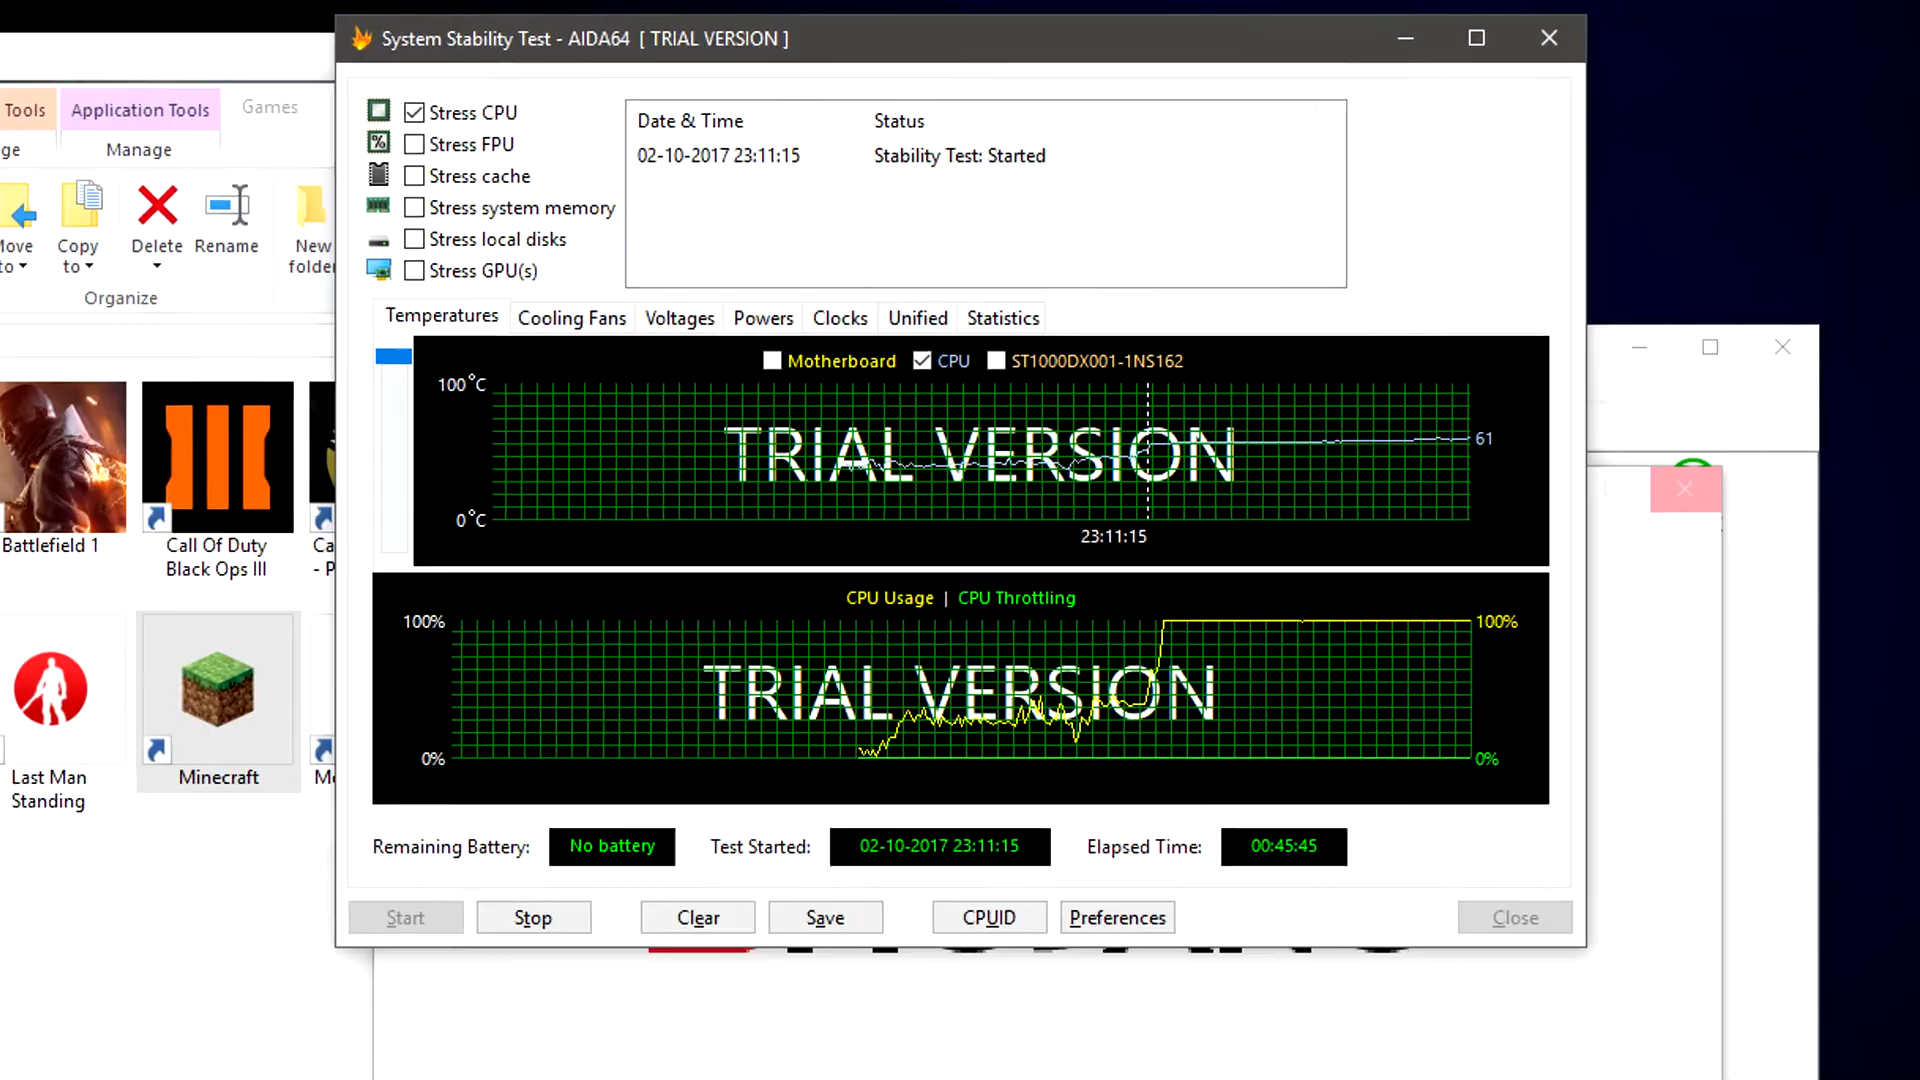 System Stability Test - AIDA64 [ TRIAL VERSION ]
Tools
Application Tools
Games
ge
Manage
Move to
Copy to
Delete
Rename
New folder
Organize
Stress CPU
Stress FPU
Stress cache
Stress system memory
Stress local disks
Stress GPU(s)
Date & Time Status
02-10-2017 23:11:15 Stability Test: Started
Temperatures Cooling Fans Voltages Powers Clocks Unified Statistics
Motherboard CPU ST1000DX001-1NS162
100°C
TRIAL VERSION
61
0°C
23:11:15
CPU Usage | CPU Throttling
100% 100%
TRIAL VERSION
0% 0%
Remaining Battery: No battery Test Started: 02-10-2017 23:11:15 Elapsed Time: 00:45:45
Start Stop Clear Save CPUID Preferences Close
Battlefield 1
Call Of Duty
Black Ops III
Ca
- P
Last Man
Standing
Minecraft